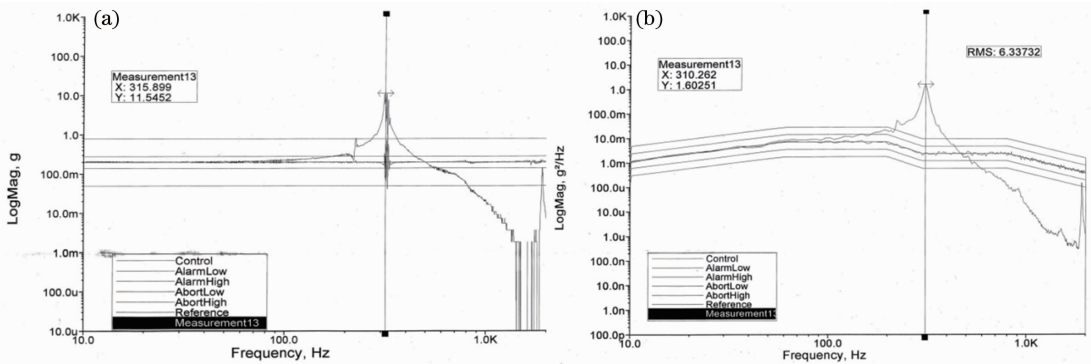 (a)
1.0K
100.0
10.0
1.0
100.0m
10.0m
1.0m
100.0u
10.0u
LogMag, g
Measurement13
X: 315.899
Y: 11.5452
Control
AlarmLow
AlarmHigh
AbortLow
AbortHigh
Reference
Measurement13
10.0
100.0
1.0K
Frequency, Hz
(b)
1.0K
100.0
10.0
1.0
100.0m
10.0m
1.0m
100.0u
10.0u
1.0u
100.0n
10.0n
1.0n
100.0p
LogMag, g²/Hz
RMS: 6.33732
Measurement13
X: 310.262
Y: 1.60251
Control
AlarmLow
AlarmHigh
AbortLow
AbortHigh
Reference
Measurement13
10.0
100.0
1.0K
Frequency, Hz